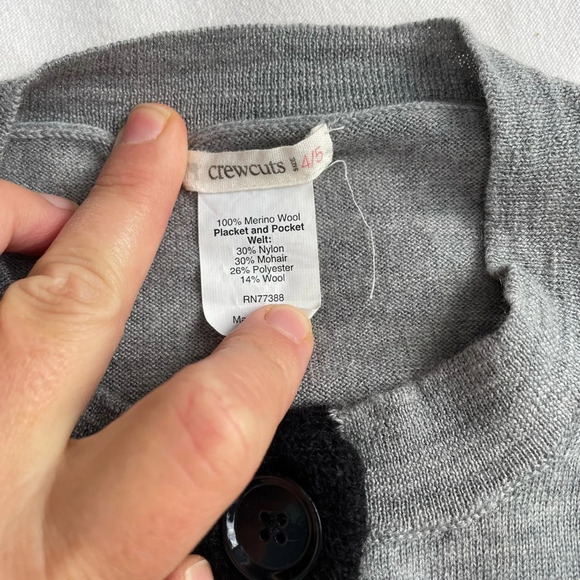 crewcuts SIZE 4/5
100% Merino Wool
Placket and Pocket
Welt:
30% Nylon
30% Mohair
26% Polyester
14% Wool
RN77388